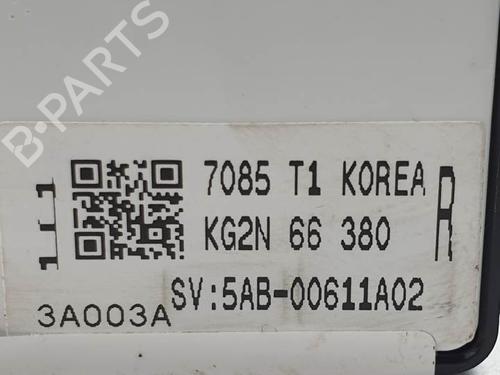 B-PARTS
7085 T1 KOREA
KG2N 66 380
SV:5AB-00611A02
3A003A
R